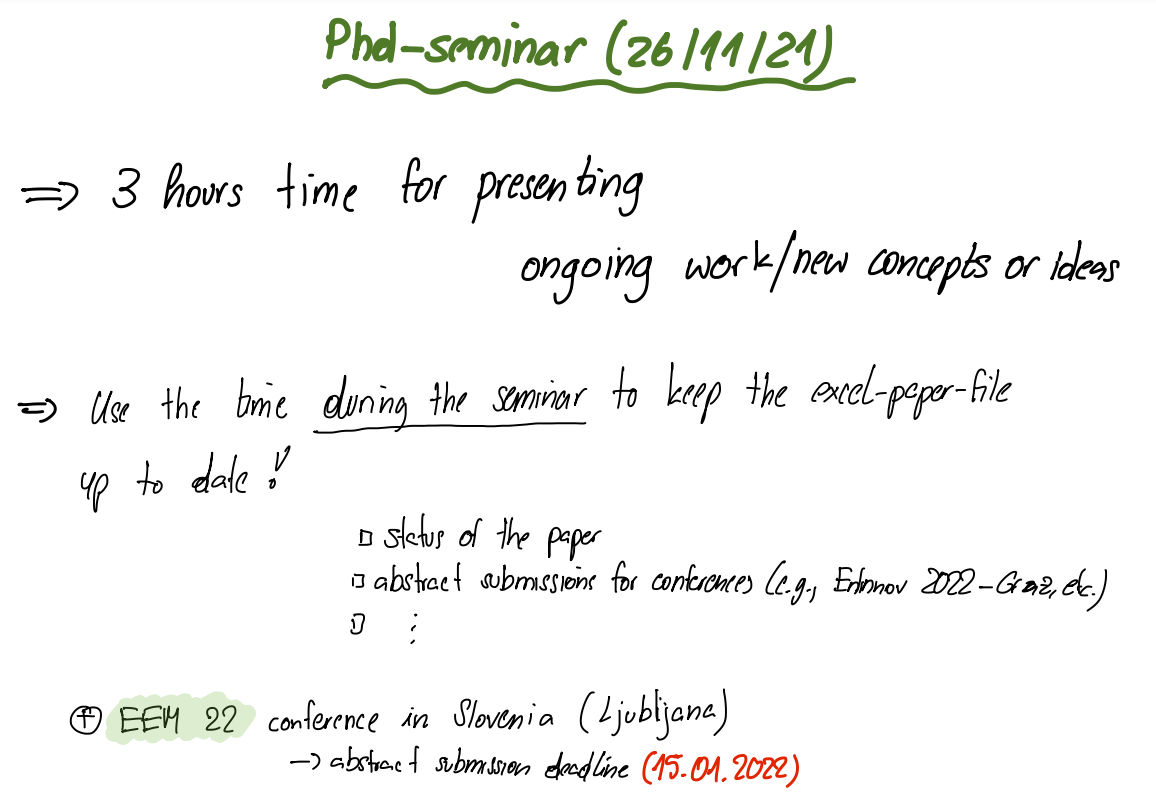 Phd-seminar (26/11/21)
⇒ 3 hours time for presenting
ongoing work/new concepts or ideas
⇒ Use the time during the seminar to keep the excel-paper-file
up to date!
□ status of the paper
□ abstract submissions for conferences (e.g., EnInnov 2022-Graz, etc.)
□ ⋮
⊕ EEM 22 conference in Slovenia (Ljubljana)
→ abstract submission deadline (15.01.2022)